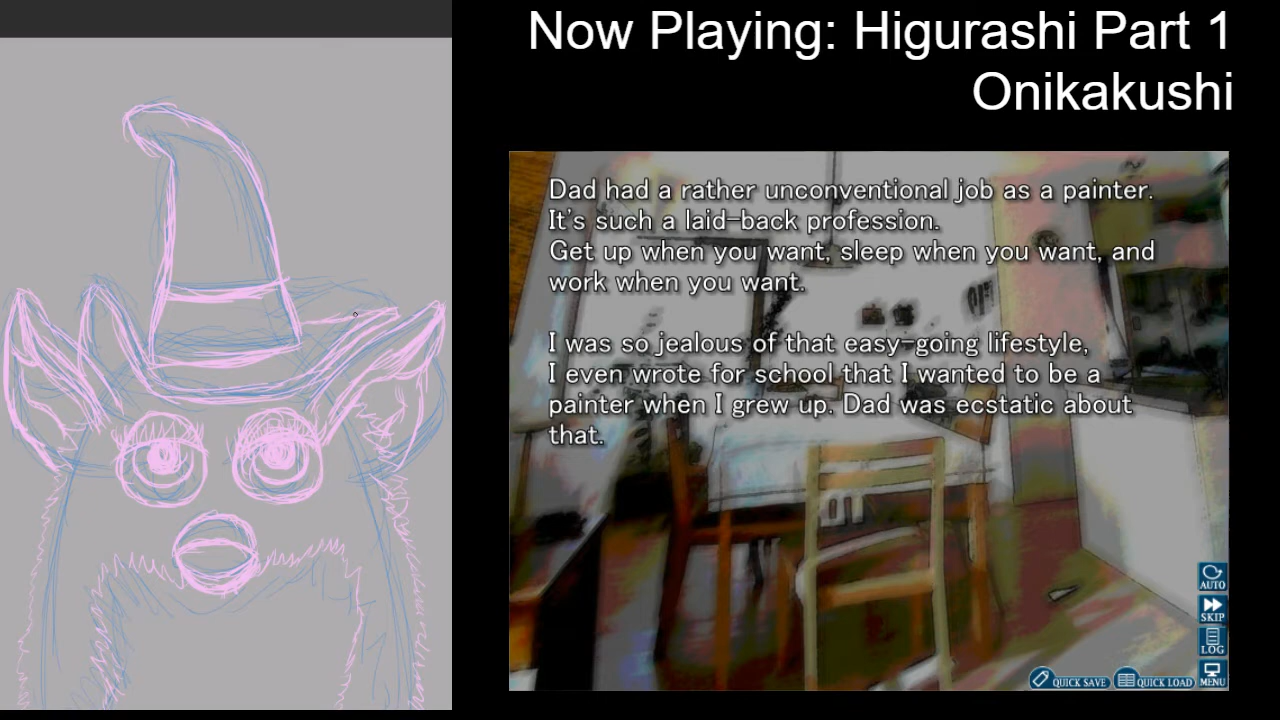 Now Playing: Higurashi Part 1
Onikakushi
Dad had a rather unconventional job as a painter.
It's such a laid-back profession.
Get up when you want, sleep when you want, and
work when you want.
I was so jealous of that easy-going lifestyle,
I even wrote for school that I wanted to be a
painter when I grew up. Dad was ecstatic about
that.
AUTO
SKIP
LOG
MENU
QUICK SAVE
QUICK LOAD